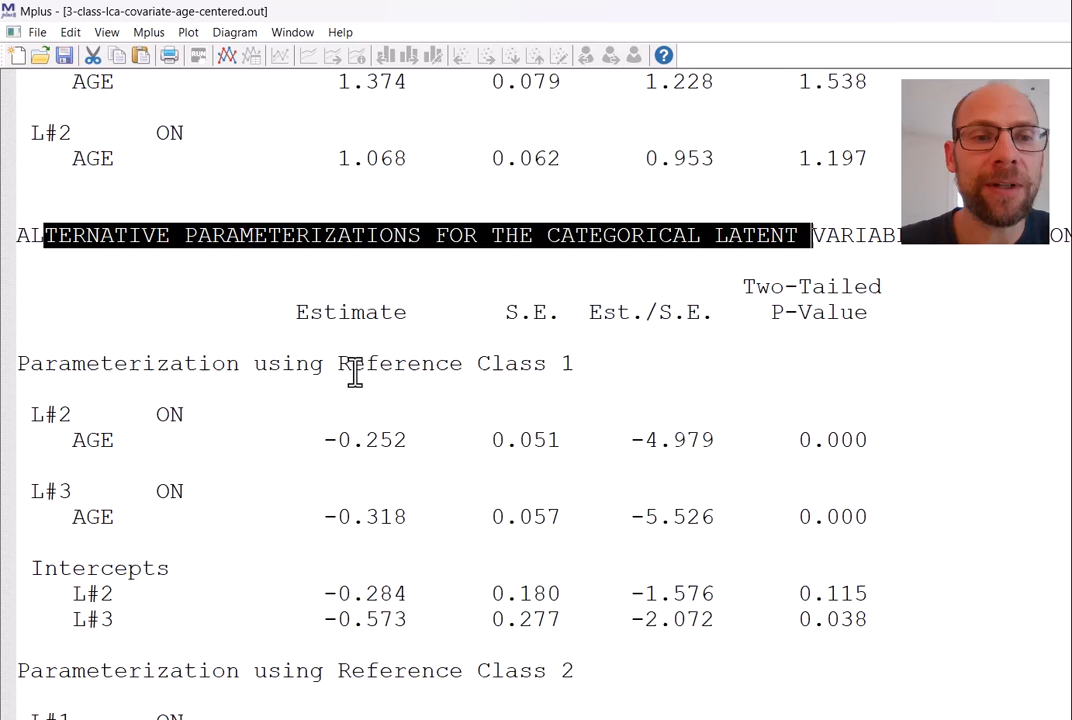 Mplus - [3-class-lca-covariate-age-centered.out]
File Edit View Mplus Plot Diagram Window Help
RUN
AGE 1.374 0.079 1.228 1.538
L#2 ON
AGE 1.068 0.062 0.953 1.197
ALTERNATIVE PARAMETERIZATIONS FOR THE CATEGORICAL LATENT
Two-Tailed
Estimate S.E. Est./S.E. P-Value
Parameterization using Reference Class 1
L#2 ON
AGE -0.252 0.051 -4.979 0.000
L#3 ON
AGE -0.318 0.057 -5.526 0.000
Intercepts
L#2 -0.284 0.180 -1.576 0.115
L#3 -0.573 0.277 -2.072 0.038
Parameterization using Reference Class 2
L#1 ON